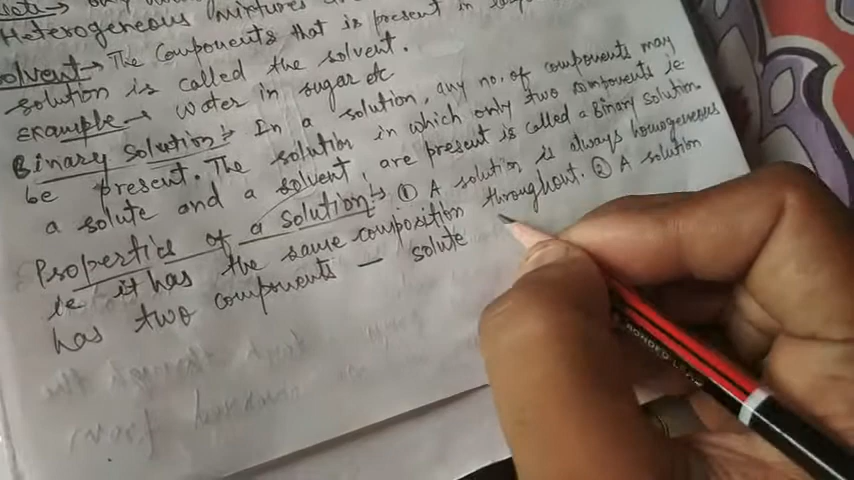 Heterogeneous mixtures
Solvent → The components that is present in
solution is called the solvent.
Example → Water in sugar etc
Binary Solution :- In a solution, any no. of components may
be present. The solution in which only two components ie
a solute and a solvent, are present is called a Binary solution.
Properties of a solution :- ① A solution is always homogeneous
ie it has the same composition throughout. ② A solution
has two components — solute